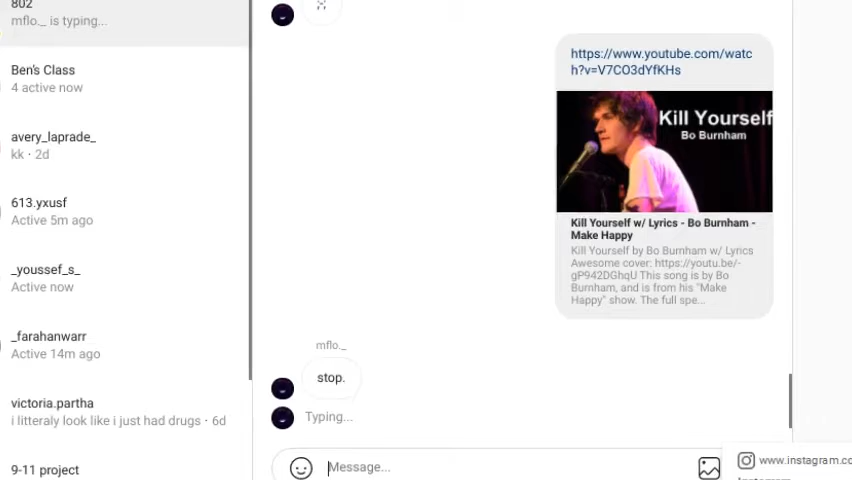 802
mflo._ is typing...
Ben's Class
4 active now
avery_laprade_
kk · 2d
613.yxusf
Active 5m ago
_youssef_s_
Active now
_farahanwarr
Active 14m ago
victoria.partha
i litteraly look like i just had drugs · 6d
9-11 project
https://www.youtube.com/watc
h?v=V7CO3dYfKHs
Kill Yourself
Bo Burnham
Kill Yourself w/ Lyrics - Bo Burnham -
Make Happy
Kill Yourself by Bo Burnham w/ Lyrics
Awesome cover: https://youtu.be/-
gP942DGhqU This song is by Bo
Burnham, and is from his "Make
Happy" show. The full spe...
mflo._
stop.
Typing...
Message...
www.instagram.co